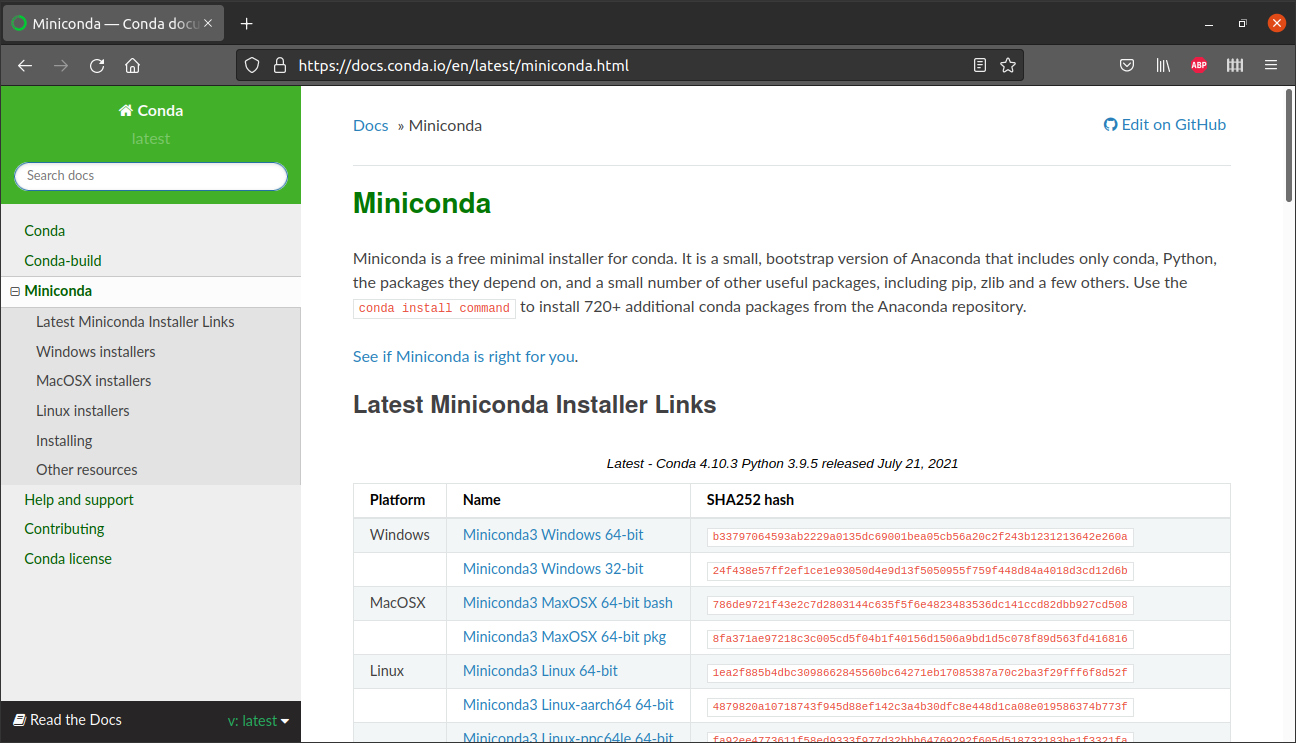 Miniconda — Conda docu
https://docs.conda.io/en/latest/miniconda.html
ABP
Conda
latest
Search docs
Conda
Conda-build
Miniconda
Latest Miniconda Installer Links
Windows installers
MacOSX installers
Linux installers
Installing
Other resources
Help and support
Contributing
Conda license
Read the Docs
v: latest
Docs » Miniconda
Edit on GitHub
Miniconda
Miniconda is a free minimal installer for conda. It is a small, bootstrap version of Anaconda that includes only conda, Python,
the packages they depend on, and a small number of other useful packages, including pip, zlib and a few others. Use the
conda install command to install 720+ additional conda packages from the Anaconda repository.
See if Miniconda is right for you.
Latest Miniconda Installer Links
Latest - Conda 4.10.3 Python 3.9.5 released July 21, 2021
Platform Name SHA252 hash
Windows Miniconda3 Windows 64-bit b33797064593ab2229a0135dc69001bea05cb56a20c2f243b1231213642e260a
Miniconda3 Windows 32-bit 24f438e57ff2ef1ce1e93050d4e9d13f5050955f759f448d84a4018d3cd12d6b
MacOSX Miniconda3 MaxOSX 64-bit bash 786de9721f43e2c7d2803144c635f5f6e4823483536dc141ccd82dbb927cd508
Miniconda3 MaxOSX 64-bit pkg 8fa371ae97218c3c005cd5f04b1f40156d1506a9bd1d5c078f89d563fd416816
Linux Miniconda3 Linux 64-bit 1ea2f885b4dbc3098662845560bc64271eb17085387a70c2ba3f29fff6f8d52f
Miniconda3 Linux-aarch64 64-bit 4879820a10718743f945d88ef142c3a4b30dfc8e448d1ca08e019586374b773f
Miniconda3 Linux-ppc64le 64-bit fa92ee4773611f58ed9333f977d32bbb64769292f605d518732183be1f3321fa